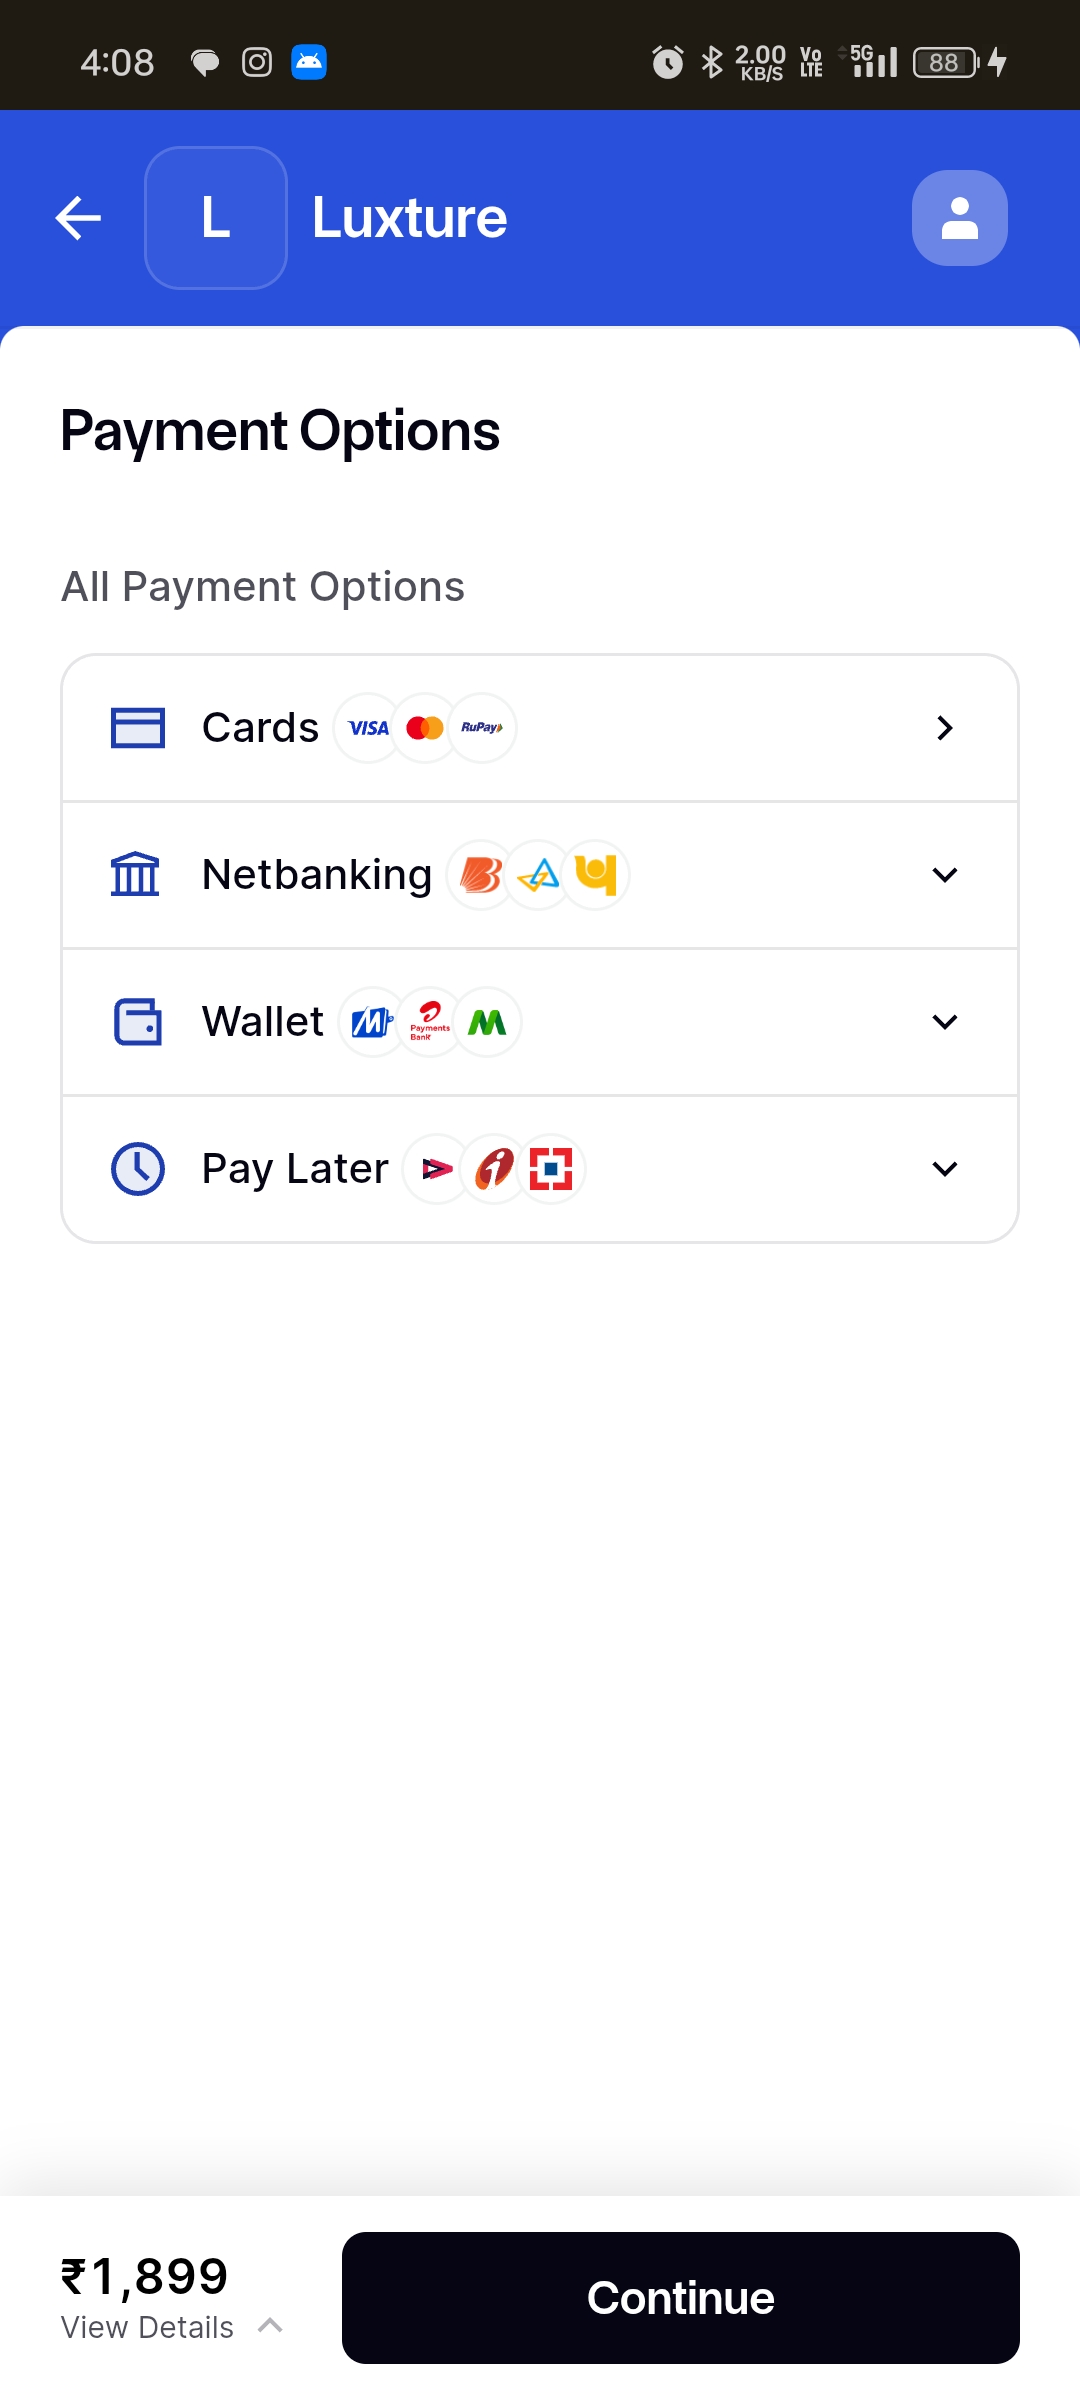 4:08
2.00 KB/S Vo LTE 5G 88
L Luxture
Payment Options
All Payment Options
Cards VISA RuPay
Netbanking
Wallet Payments Bank
Pay Later
₹1,899
View Details
Continue